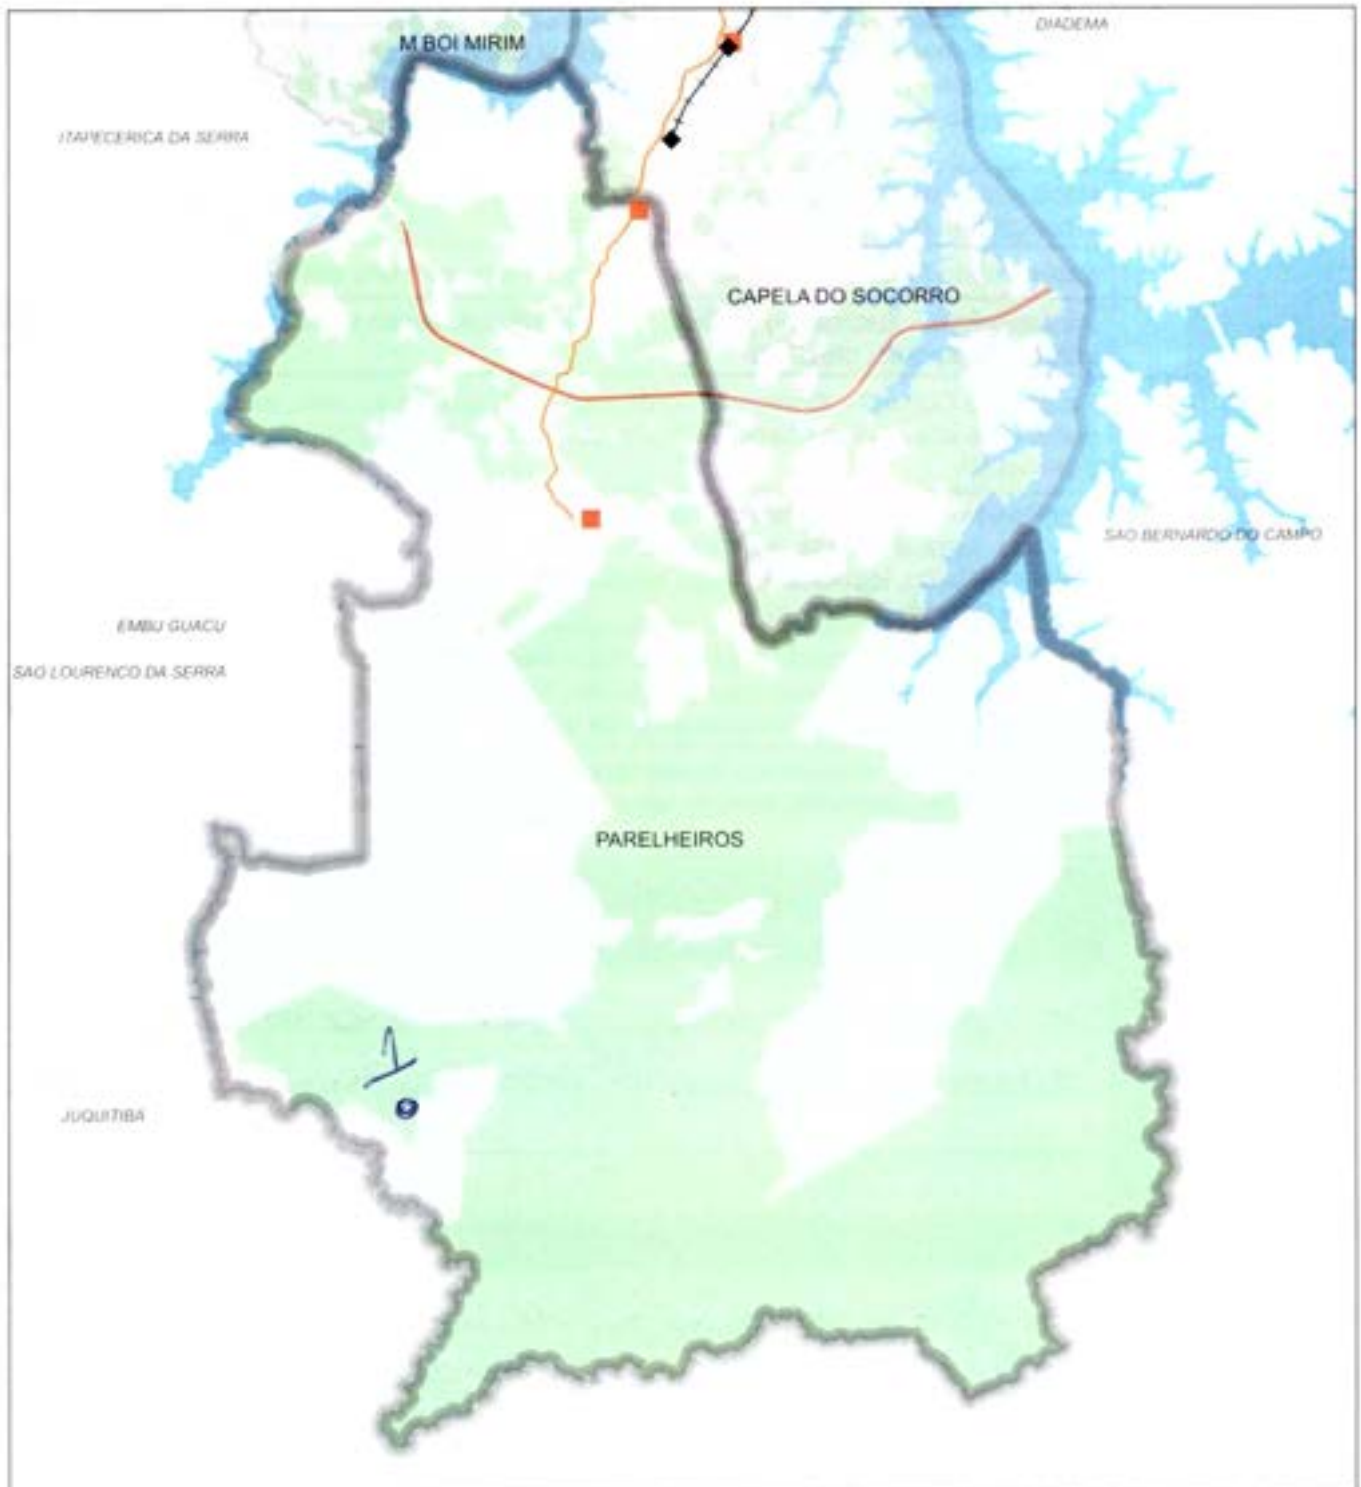 DIADEMA
M BOI MIRIM
ITAPECERICA DA SERRA
CAPELA DO SOCORRO
SAO BERNARDO DO CAMPO
EMBU GUACU
SAO LOURENCO DA SERRA
PARELHEIROS
JUQUITIBA